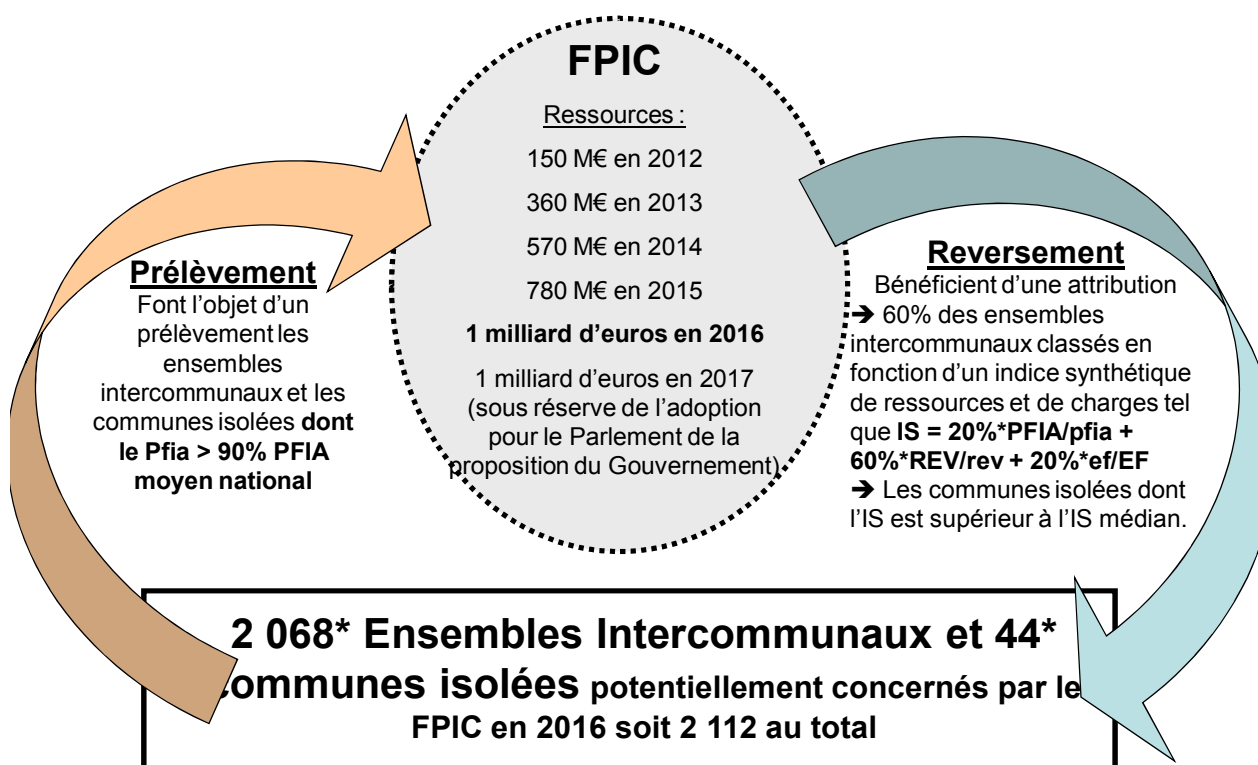 FPIC
Ressources :
150 M€ en 2012
360 M€ en 2013
570 M€ en 2014
780 M€ en 2015
1 milliard d'euros en 2016
1 milliard d'euros en 2017
(sous réserve de l'adoption
pour le Parlement de la
proposition du Gouvernement)
Prélèvement
Font l'objet d'un
prélèvement les
ensembles
intercommunaux et les
communes isolées dont
le Pfia > 90% PFIA
moyen national
Reversement
Bénéficient d'une attribution
➔ 60% des ensembles
intercommunaux classés en
fonction d'un indice synthétique
de ressources et de charges tel
que IS = 20%*PFIA/pfia +
60%*REV/rev + 20%*ef/EF
➔ Les communes isolées dont
l'IS est supérieur à l'IS médian.
2 068* Ensembles Intercommunaux et 44*
communes isolées potentiellement concernés par le
FPIC en 2016 soit 2 112 au total